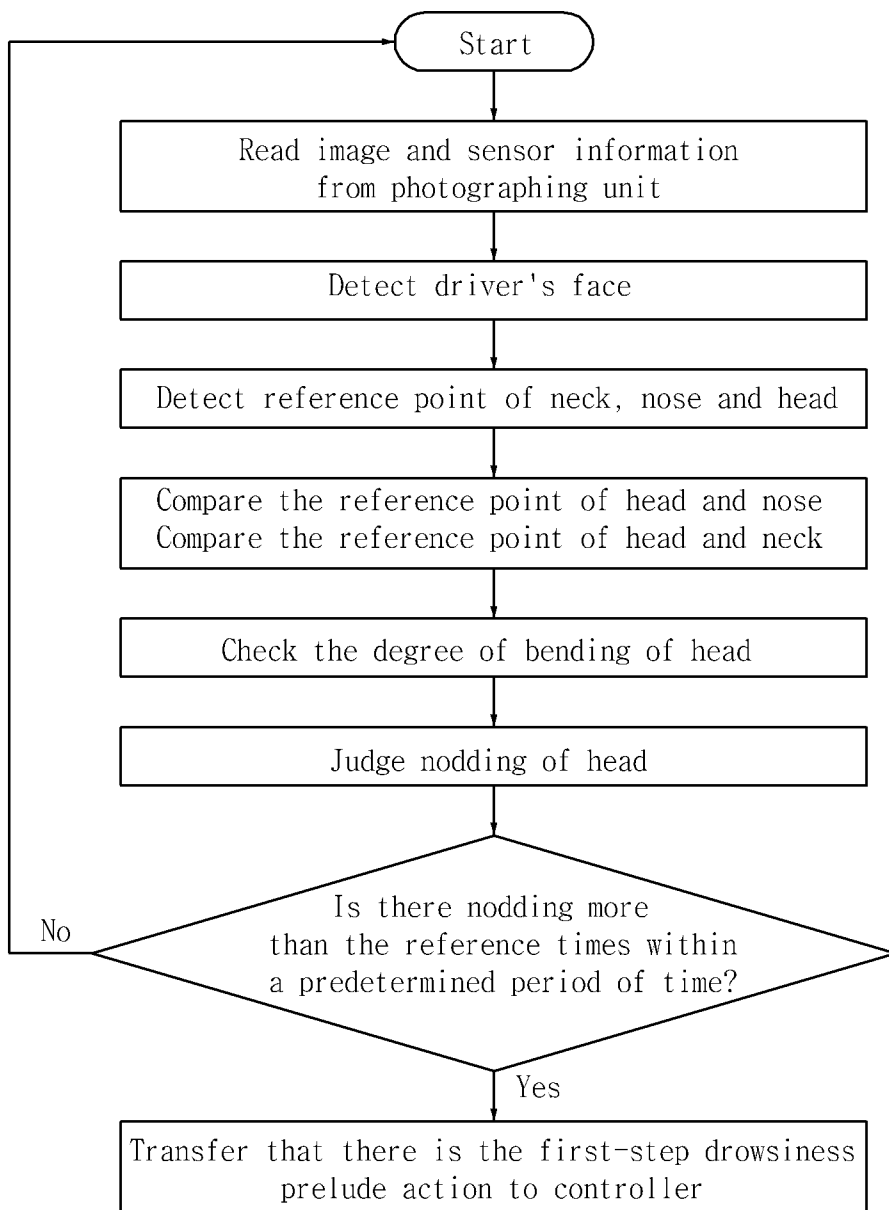 Start
Read image and sensor information
from photographing unit
Detect driver's face
Detect reference point of neck, nose and head
Compare the reference point of head and nose
Compare the reference point of head and neck
Check the degree of bending of head
Judge nodding of head
Is there nodding more
than the reference times within
a predetermined period of time?
No
Yes
Transfer that there is the first-step drowsiness
prelude action to controller